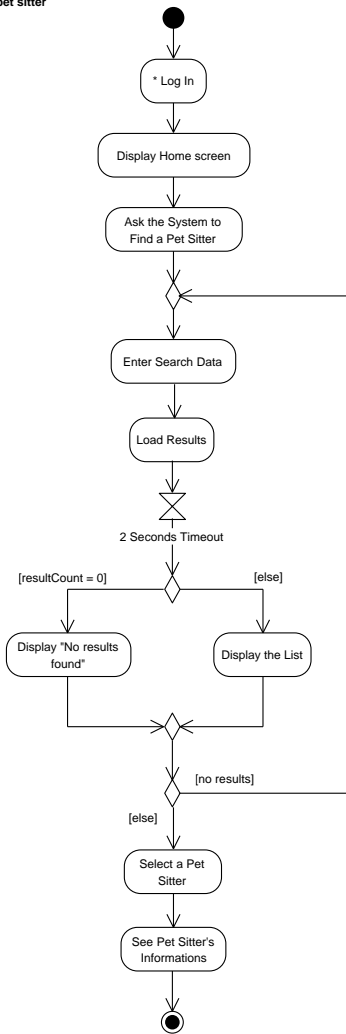 pet sitter
* Log In
Display Home screen
Ask the System to
Find a Pet Sitter
Enter Search Data
Load Results
2 Seconds Timeout
[resultCount = 0]
[else]
Display "No results
found"
Display the List
[no results]
[else]
Select a Pet
Sitter
See Pet Sitter's
Informations